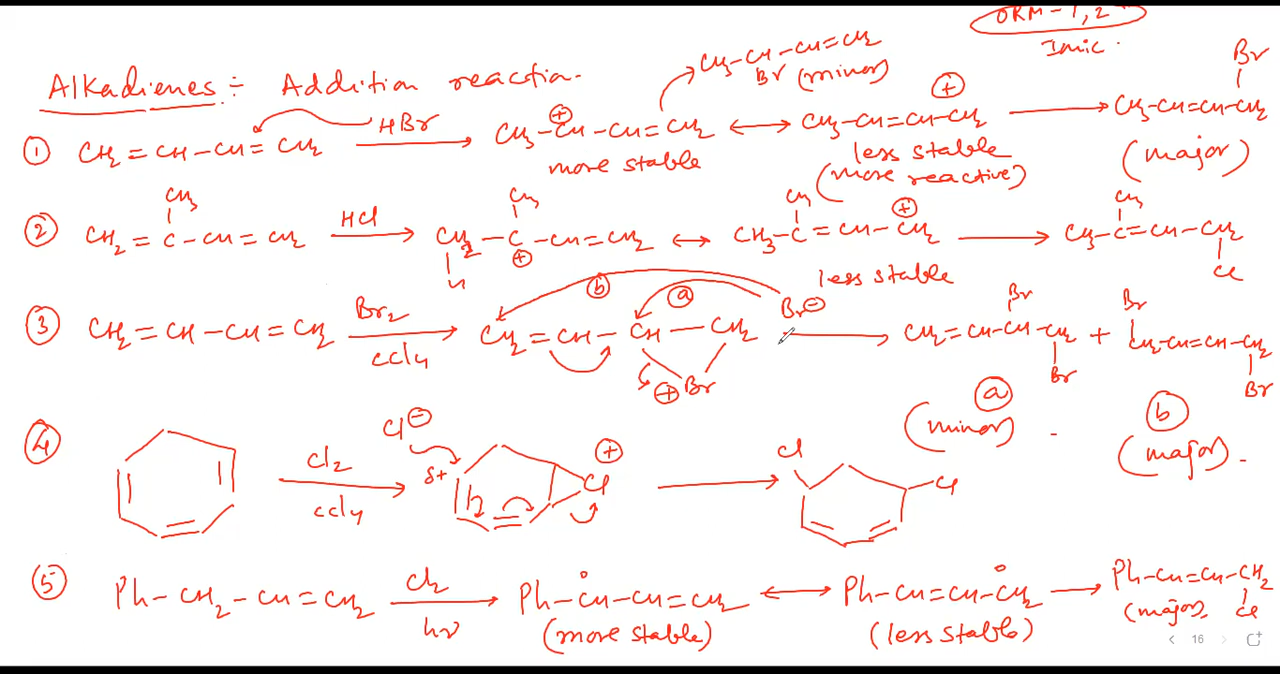 ORM-1,2
Ionic.
Alkadienes :- Addition reaction.
CH3-CH-CH=CH2
Br (minor)
① CH2=CH-CH=CH2 HBr CH3-CH-CH=CH2 ↔ CH3-CH=CH-CH2 → CH3-CH=CH-CH2
⊕ ⊕ Br
more stable less stable (major)
(more reactive)
CH3 CH3 CH3 CH3
② CH2=C-CH=CH2 HCl CH2-C-CH=CH2 ↔ CH3-C=CH-CH2 → CH3-C=CH-CH2
H ⊕ ⊕ Cl
less stable
ⓑ ⓐ Br⊖ Br Br
③ CH2=CH-CH=CH2 Br2 CH2=CH-CH-CH2 → CH2=CH-CH-CH2 + CH2-CH=CH-CH2
CCl4 ⊕Br Br Br
ⓐ ⓑ
(minor) (major).
④ Cl2 Cl⊖ δ+ Cl ⊕ → Cl Cl
CCl4
⑤ Ph-CH2-CH=CH2 Cl2 Ph-CH-CH=CH2 ↔ Ph-CH=CH-CH2 → Ph-CH=CH-CH2
hν (more stable) (less stable) (major) Cl
< 16 >